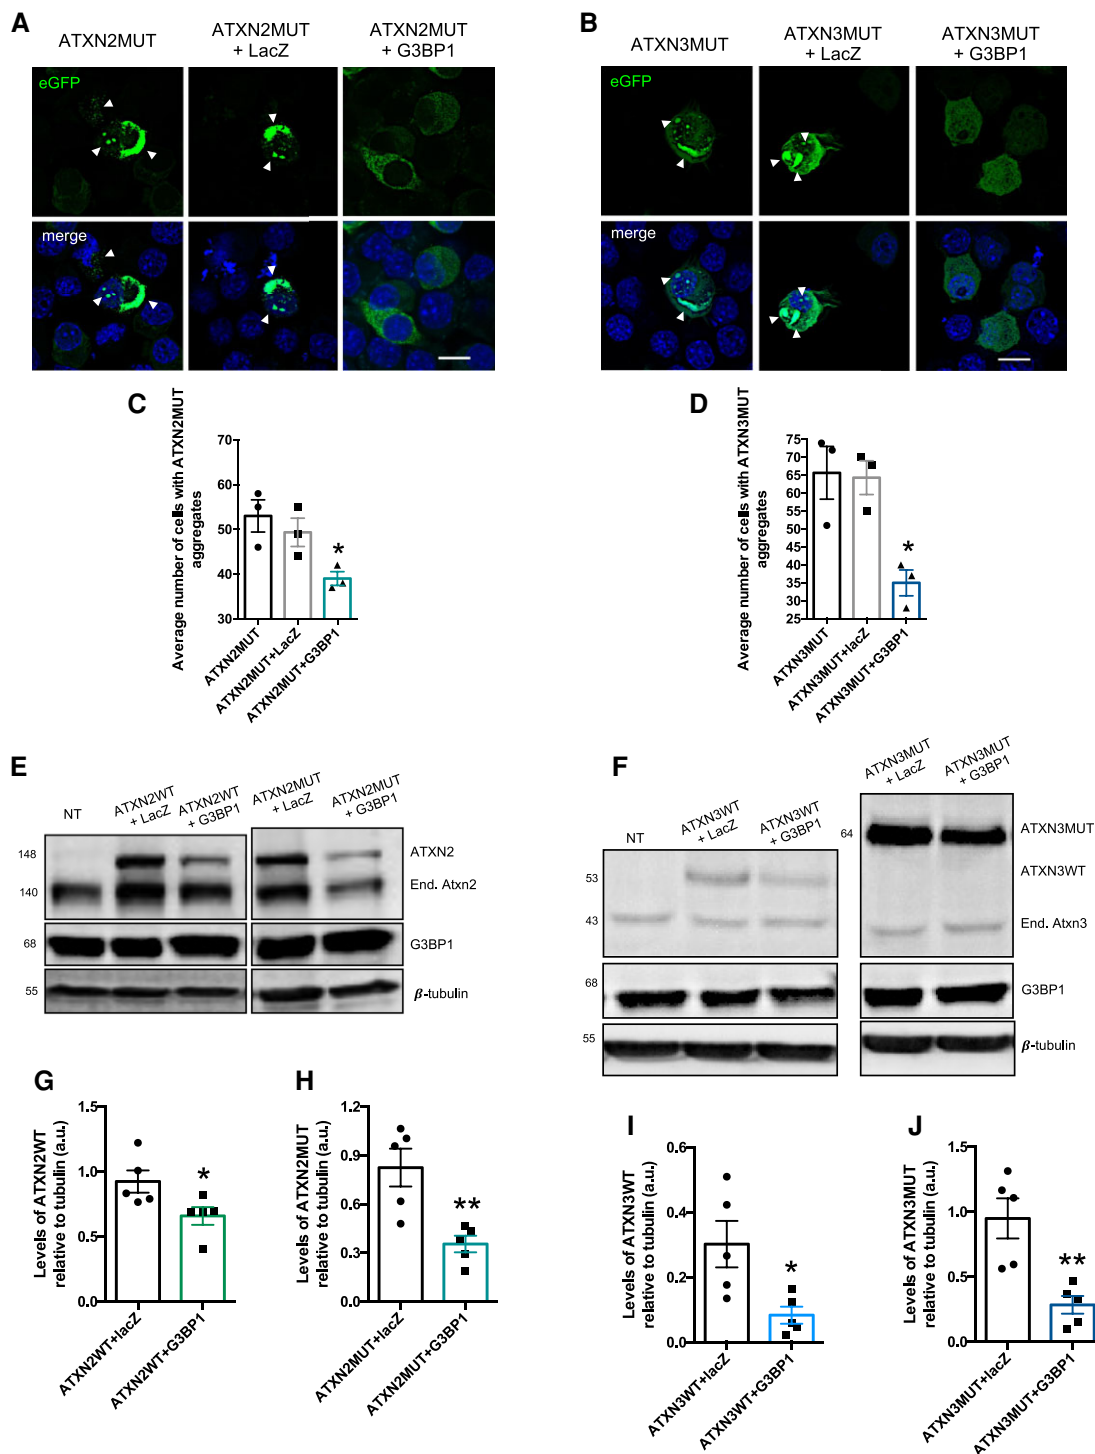 A
ATXN2MUT
ATXN2MUT
+ LacZ
ATXN2MUT
+ G3BP1
eGFP
merge
B
ATXN3MUT
ATXN3MUT
+ LacZ
ATXN3MUT
+ G3BP1
eGFP
merge
C
Average number of cells with ATXN2MUT
aggregates
70
60
50
40
30
ATXN2MUT
ATXN2MUT+LacZ
ATXN2MUT+G3BP1
*
D
Average number of cells with ATXN3MUT
aggregates
75
70
65
60
55
50
45
40
35
30
25
ATXN3MUT
ATXN3MUT+lacZ
ATXN3MUT+G3BP1
*
E
NT
ATXN2WT
+ LacZ
ATXN2WT
+ G3BP1
ATXN2MUT
+ LacZ
ATXN2MUT
+ G3BP1
148
140
68
55
ATXN2
End. Atxn2
G3BP1
β-tubulin
F
NT
ATXN3WT
+ LacZ
ATXN3WT
+ G3BP1
ATXN3MUT
+ LacZ
ATXN3MUT
+ G3BP1
64
53
43
68
55
ATXN3MUT
ATXN3WT
End. Atxn3
G3BP1
β-tubulin
G
Levels of ATXN2WT
relative to tubulin (a.u.)
1.5
1.0
0.5
0.0
*
ATXN2WT+lacZ
ATXN2WT+G3BP1
H
Levels of ATXN2MUT
relative to tubulin (a.u.)
1.2
0.9
0.6
0.3
0.0
**
ATXN2MUT+lacZ
ATXN2MUT+G3BP1
I
Levels of ATXN3WT
relative to tubulin (a.u.)
0.6
0.4
0.2
0.0
*
ATXN3WT+lacZ
ATXN3WT+G3BP1
J
Levels of ATXN3MUT
relative to tubulin (a.u.)
1.5
1.0
0.5
0.0
**
ATXN3MUT+lacZ
ATXN3MUT+G3BP1